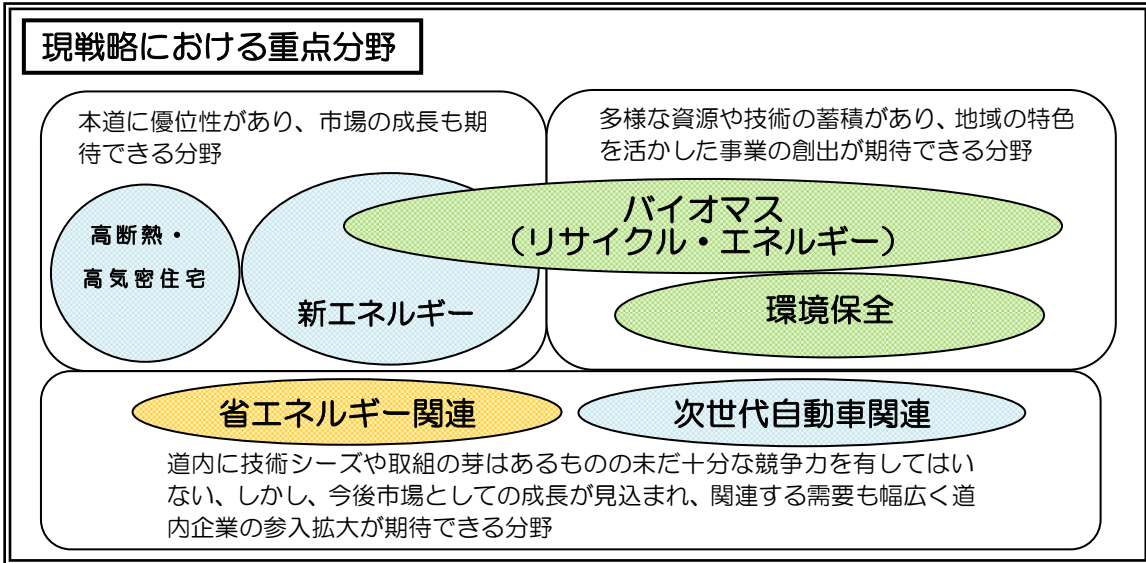 現戦略における重点分野
本道に優位性があり、市場の成長も期
待できる分野
高断熱・
高気密住宅
新エネルギー
多様な資源や技術の蓄積があり、地域の特色
を活かした事業の創出が期待できる分野
バイオマス
（リサイクル・エネルギー）
環境保全
省エネルギー関連
次世代自動車関連
道内に技術シーズや取組の芽はあるものの未だ十分な競争力を有してはい
ない、しかし、今後市場としての成長が見込まれ、関連する需要も幅広く道
内企業の参入拡大が期待できる分野